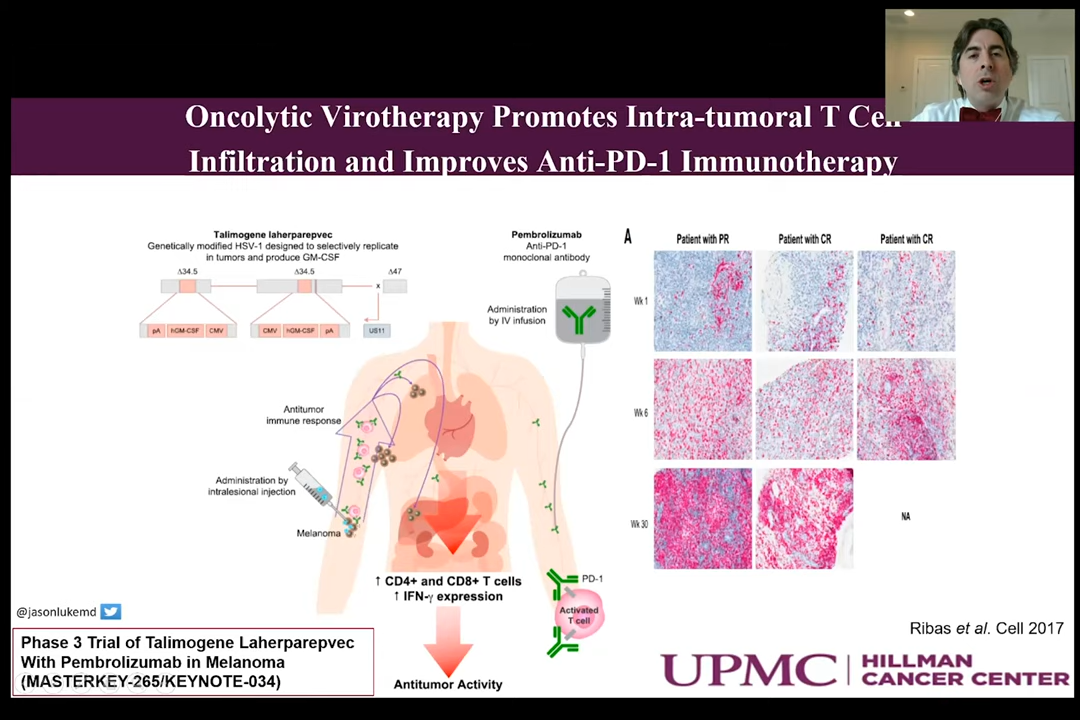 Oncolytic Virotherapy Promotes Intra-tumoral T Cell
Infiltration and Improves Anti-PD-1 Immunotherapy
Talimogene laherparepvec
Genetically modified HSV-1 designed to selectively replicate
in tumors and produce GM-CSF
Δ34.5
Δ34.5
Δ47
x
pA
hGM-CSF
CMV
CMV
hGM-CSF
pA
US11
Pembrolizumab
Anti-PD-1
monoclonal antibody
Administration
by IV infusion
Antitumor
immune response
Administration by
intralesional injection
Melanoma
↑ CD4+ and CD8+ T cells
↑ IFN-γ expression
Antitumor Activity
PD-1
Activated
T cell
A
Patient with PR
Patient with CR
Patient with CR
Wk 1
Wk 6
Wk 30
NA
@jasonlukemd
Phase 3 Trial of Talimogene Laherparepvec
With Pembrolizumab in Melanoma
(MASTERKEY-265/KEYNOTE-034)
Ribas et al. Cell 2017
UPMC
HILLMAN
CANCER CENTER